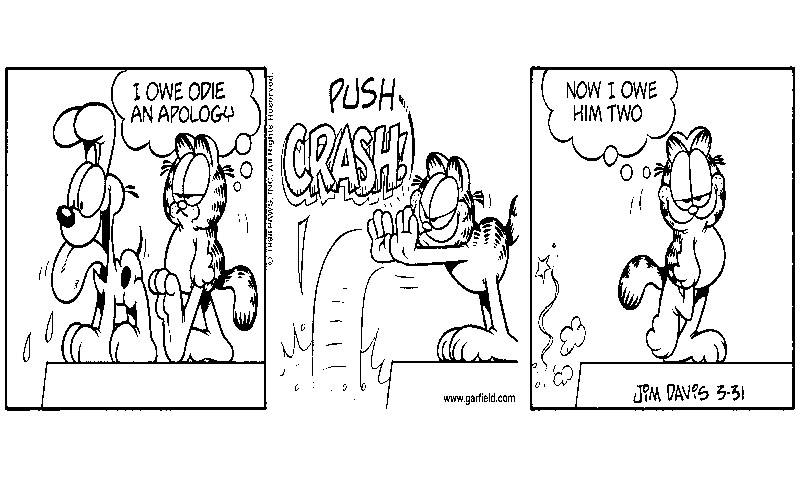 I OWE ODIE
AN APOLOGY
PUSH
CRASH!
www.garfield.com
NOW I OWE
HIM TWO
JIM DAVIS 3-31